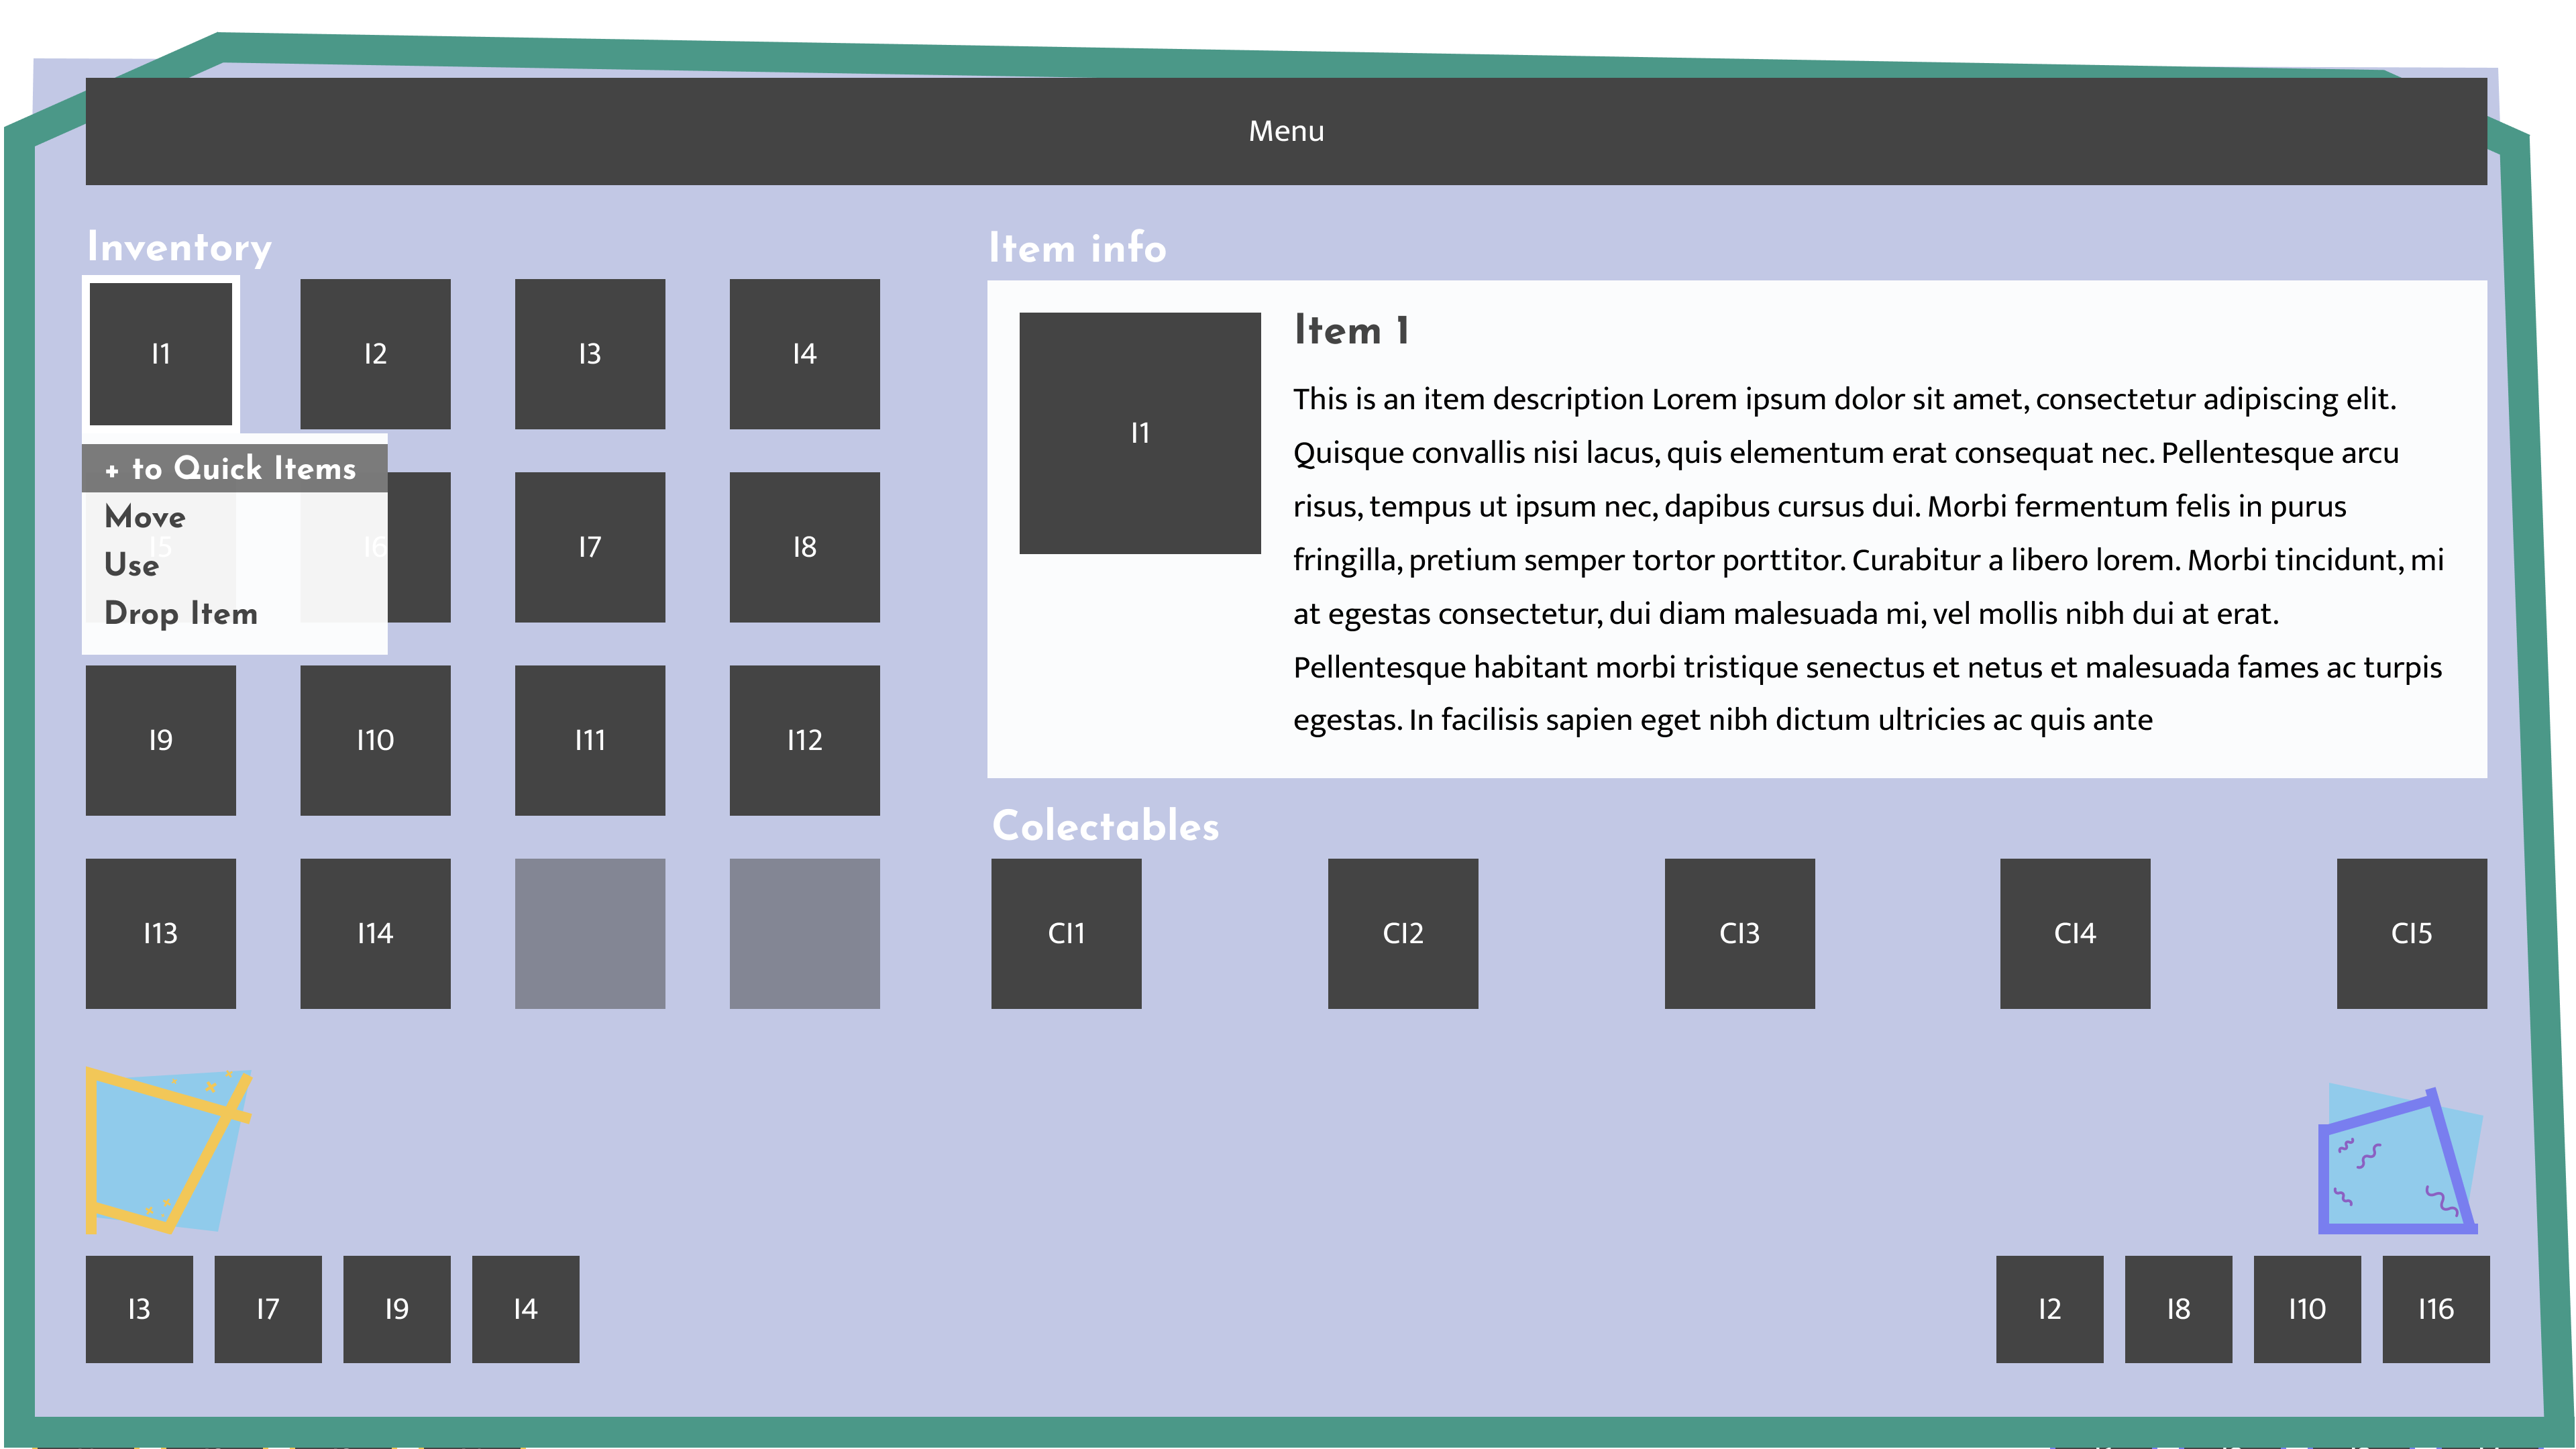 Menu
Inventory
I1
I2
I3
I4
+ to Quick Items
Move
Use
Drop Item
I5
I6
I7
I8
I9
I10
I11
I12
I13
I14
Item info
I1
Item 1
This is an item description Lorem ipsum dolor sit amet, consectetur adipiscing elit.
Quisque convallis nisi lacus, quis elementum erat consequat nec. Pellentesque arcu
risus, tempus ut ipsum nec, dapibus cursus dui. Morbi fermentum felis in purus
fringilla, pretium semper tortor porttitor. Curabitur a libero lorem. Morbi tincidunt, mi
at egestas consectetur, dui diam malesuada mi, vel mollis nibh dui at erat.
Pellentesque habitant morbi tristique senectus et netus et malesuada fames ac turpis
egestas. In facilisis sapien eget nibh dictum ultricies ac quis ante
Colectables
CI1
CI2
CI3
CI4
CI5
I3
I7
I9
I4
I2
I8
I10
I16